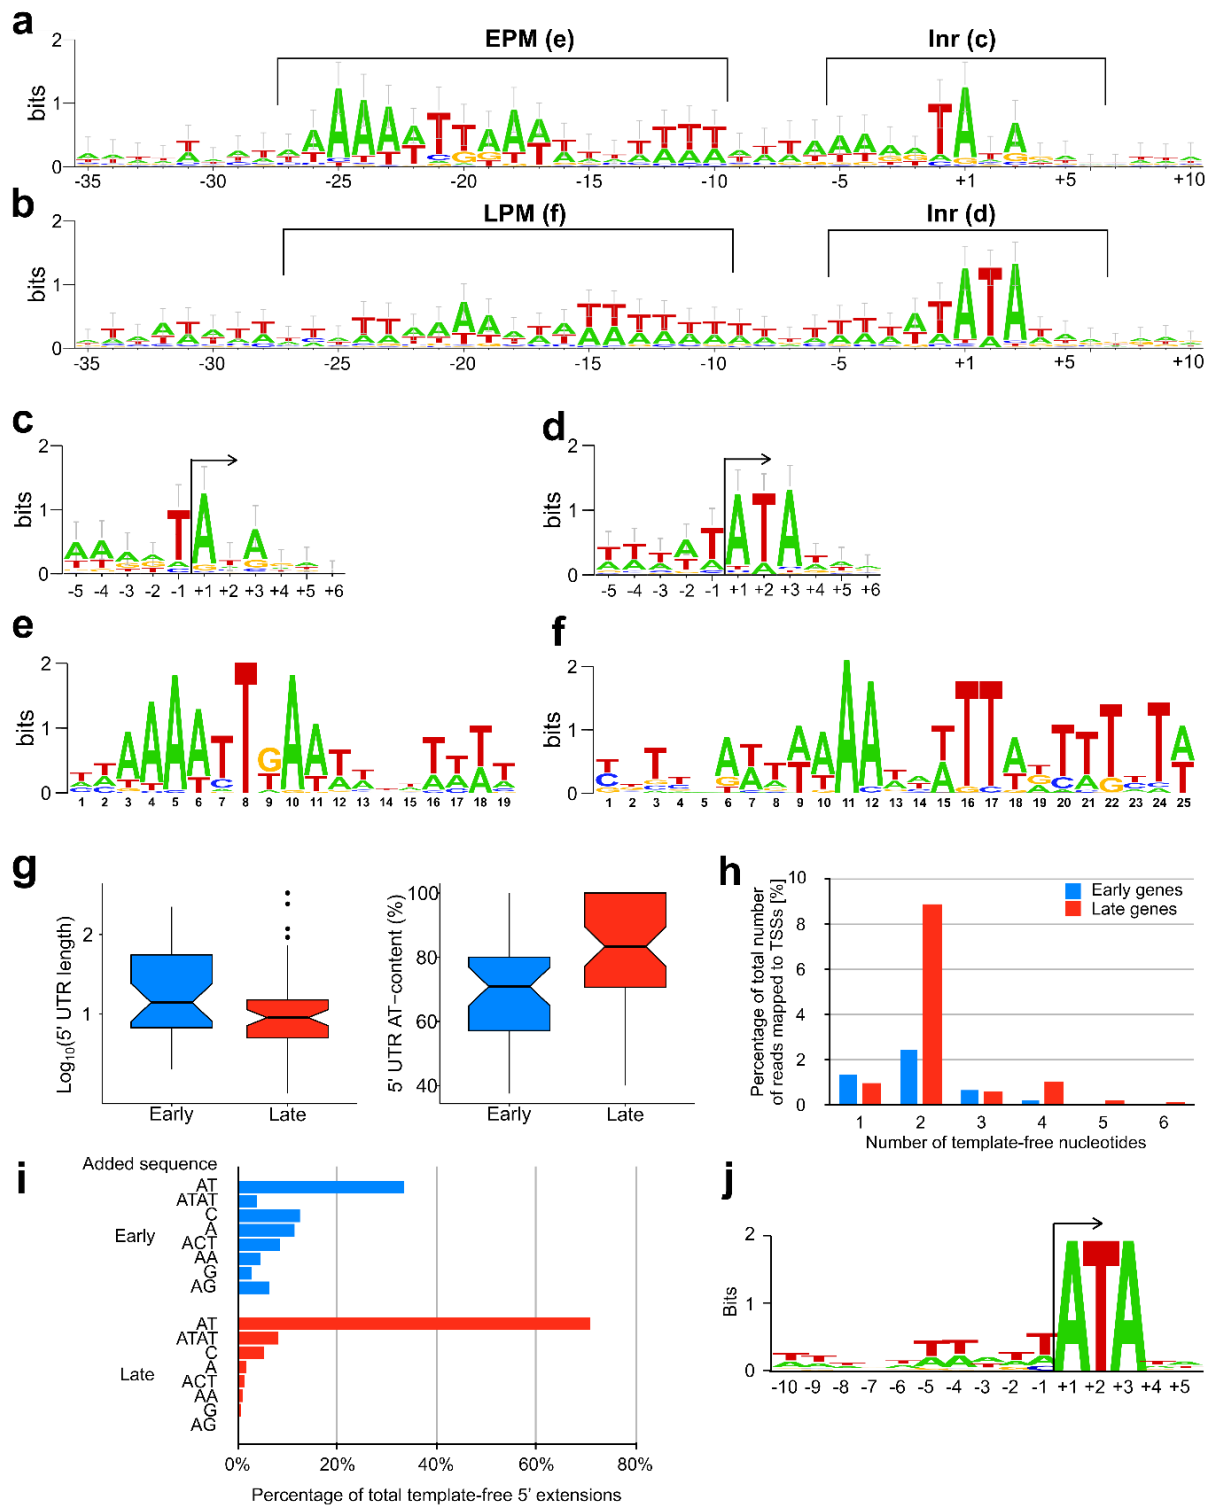 a
EPM (e)
Inr (c)
2
1
0
bits
-35 -30 -25 -20 -15 -10 -5 +1 +5 +10
b
LPM (f)
Inr (d)
2
1
0
bits
-35 -30 -25 -20 -15 -10 -5 +1 +5 +10
c
2
1
0
bits
-5 -4 -3 -2 -1 +1 +2 +3 +4 +5 +6
d
2
1
0
bits
-5 -4 -3 -2 -1 +1 +2 +3 +4 +5 +6
e
2
1
0
bits
1 2 3 4 5 6 7 8 9 10 11 12 13 14 15 16 17 18 19
f
2
1
0
bits
1 2 3 4 5 6 7 8 9 10 11 12 13 14 15 16 17 18 19 20 21 22 23 24 25
g
Log10(5' UTR length)
2
1
Early Late
5' UTR AT−content (%)
100
80
60
40
Early Late
h
Percentage of total number
of reads mapped to TSSs [%]
10
8
6
4
2
0
Early genes
Late genes
1 2 3 4 5 6
Number of template-free nucleotides
i
Added sequence
Early
AT
ATAT
C
A
ACT
AA
G
AG
Late
AT
ATAT
C
A
ACT
AA
G
AG
0% 20% 40% 60% 80%
Percentage of total template-free 5’ extensions
j
2
1
0
Bits
ATA
-10 -9 -8 -7 -6 -5 -4 -3 -2 -1 +1 +2 +3 +4 +5